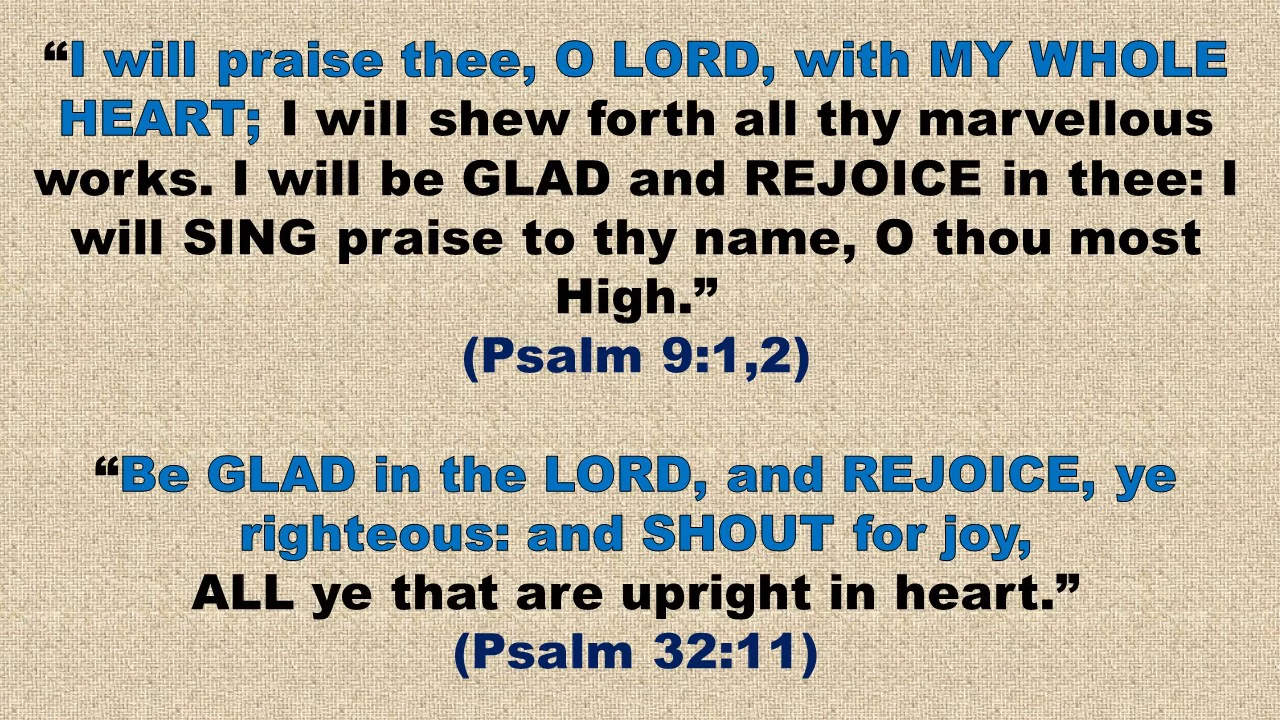 “I will praise thee, O LORD, with MY WHOLE
HEART; I will shew forth all thy marvellous
works. I will be GLAD and REJOICE in thee: I
will SING praise to thy name, O thou most
High.”
(Psalm 9:1,2)
“Be GLAD in the LORD, and REJOICE, ye
righteous: and SHOUT for joy,
ALL ye that are upright in heart.”
(Psalm 32:11)